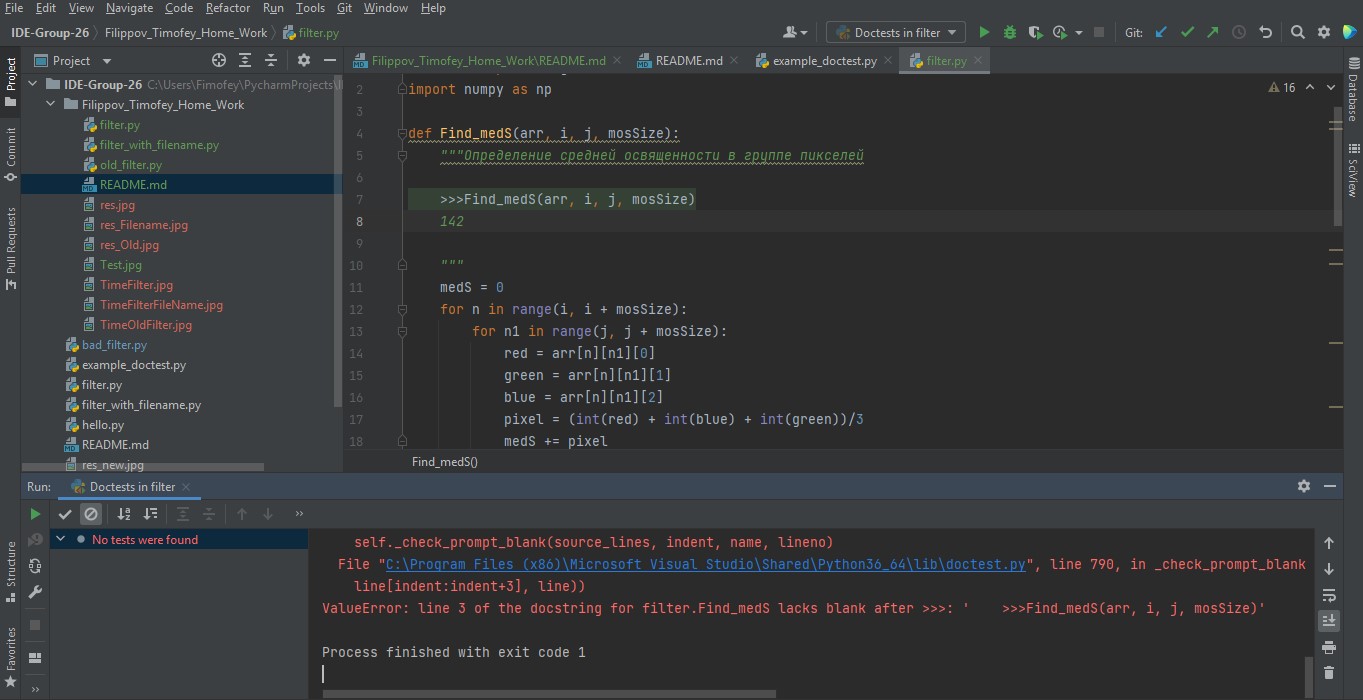 File Edit View Navigate Code Refactor Run Tools Git Window Help
IDE-Group-26 Filippov_Timofey_Home_Work filter.py Doctests in filter Git:
Project Filippov_Timofey_Home_Work\README.md README.md example_doctest.py filter.py
IDE-Group-26 C:\Users\Fimofey\PycharmProjects\
Filippov_Timofey_Home_Work
filter.py
filter_with_filename.py
old_filter.py
README.md
res.jpg
res_Filename.jpg
res_Old.jpg
Test.jpg
TimeFilter.jpg
TimeFilterFileName.jpg
TimeOldFilter.jpg
bad_filter.py
example_doctest.py
filter.py
filter_with_filename.py
hello.py
README.md
res_new.jpg
Project
Commit
Pull Requests
Structure
Favorites
16
2 import numpy as np
3
4 def Find_medS(arr, i, j, mosSize):
5 """Определение средней освященности в группе пикселей
6
7 >>>Find_medS(arr, i, j, mosSize)
8 142
9
10 """
11 medS = 0
12 for n in range(i, i + mosSize):
13 for n1 in range(j, j + mosSize):
14 red = arr[n][n1][0]
15 green = arr[n][n1][1]
16 blue = arr[n][n1][2]
17 pixel = (int(red) + int(blue) + int(green))/3
18 medS += pixel
Find_medS()
Database
SciView
Run: Doctests in filter
No tests were found
self._check_prompt_blank(source_lines, indent, name, lineno)
File "C:\Program Files (x86)\Microsoft Visual Studio\Shared\Python36_64\lib\doctest.py", line 790, in _check_prompt_blank
line[indent:indent+3], line))
ValueError: line 3 of the docstring for filter.Find_medS lacks blank after >>>: '    >>>Find_medS(arr, i, j, mosSize)'
Process finished with exit code 1